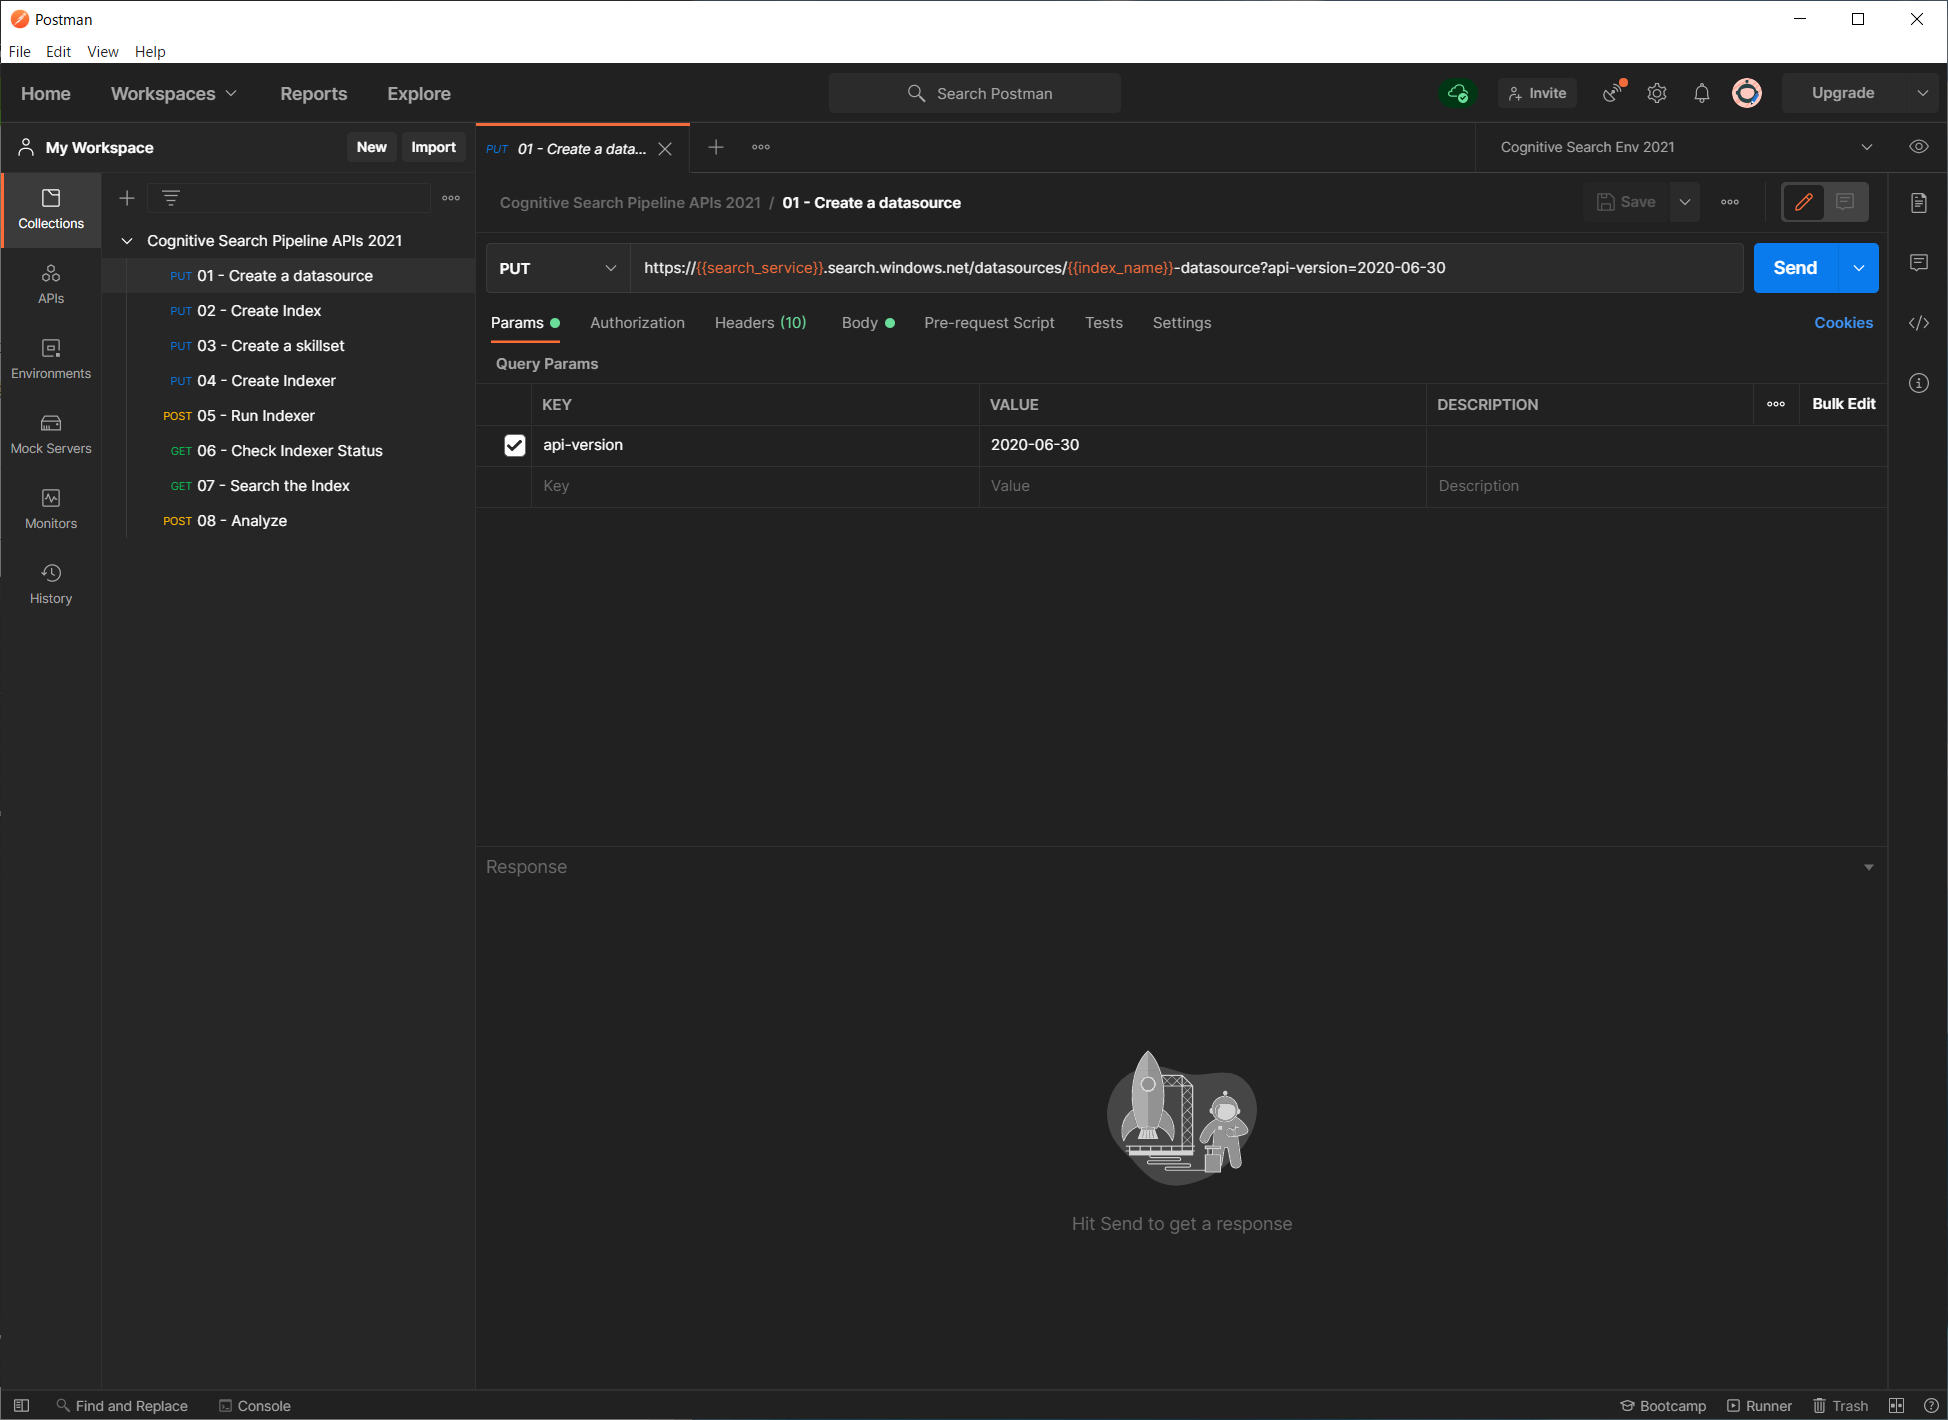 Postman
File Edit View Help
Home Workspaces Reports Explore Search Postman Invite Upgrade
My Workspace New Import PUT 01 - Create a data... Cognitive Search Env 2021
Collections
APIs
Environments
Mock Servers
Monitors
History
Cognitive Search Pipeline APIs 2021
PUT 01 - Create a datasource
PUT 02 - Create Index
PUT 03 - Create a skillset
PUT 04 - Create Indexer
POST 05 - Run Indexer
GET 06 - Check Indexer Status
GET 07 - Search the Index
POST 08 - Analyze
Cognitive Search Pipeline APIs 2021 / 01 - Create a datasource Save
PUT https://{{search_service}}.search.windows.net/datasources/{{index_name}}-datasource?api-version=2020-06-30 Send
Params Authorization Headers (10) Body Pre-request Script Tests Settings Cookies
Query Params
KEY VALUE DESCRIPTION Bulk Edit
api-version 2020-06-30
Key Value Description
Response
Hit Send to get a response
Find and Replace Console Bootcamp Runner Trash